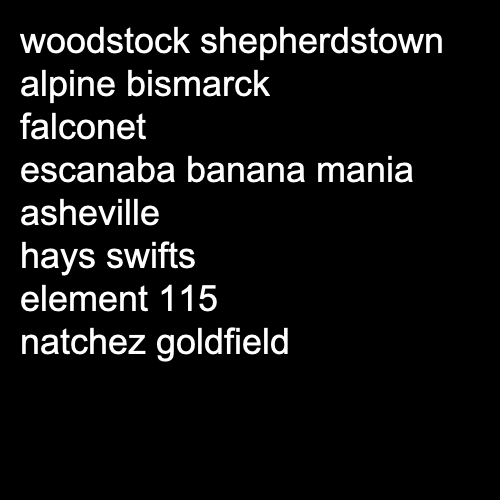 woodstock shepherdstown
alpine bismarck
falconet
escanaba banana mania
asheville
hays swifts
element 115
natchez goldfield